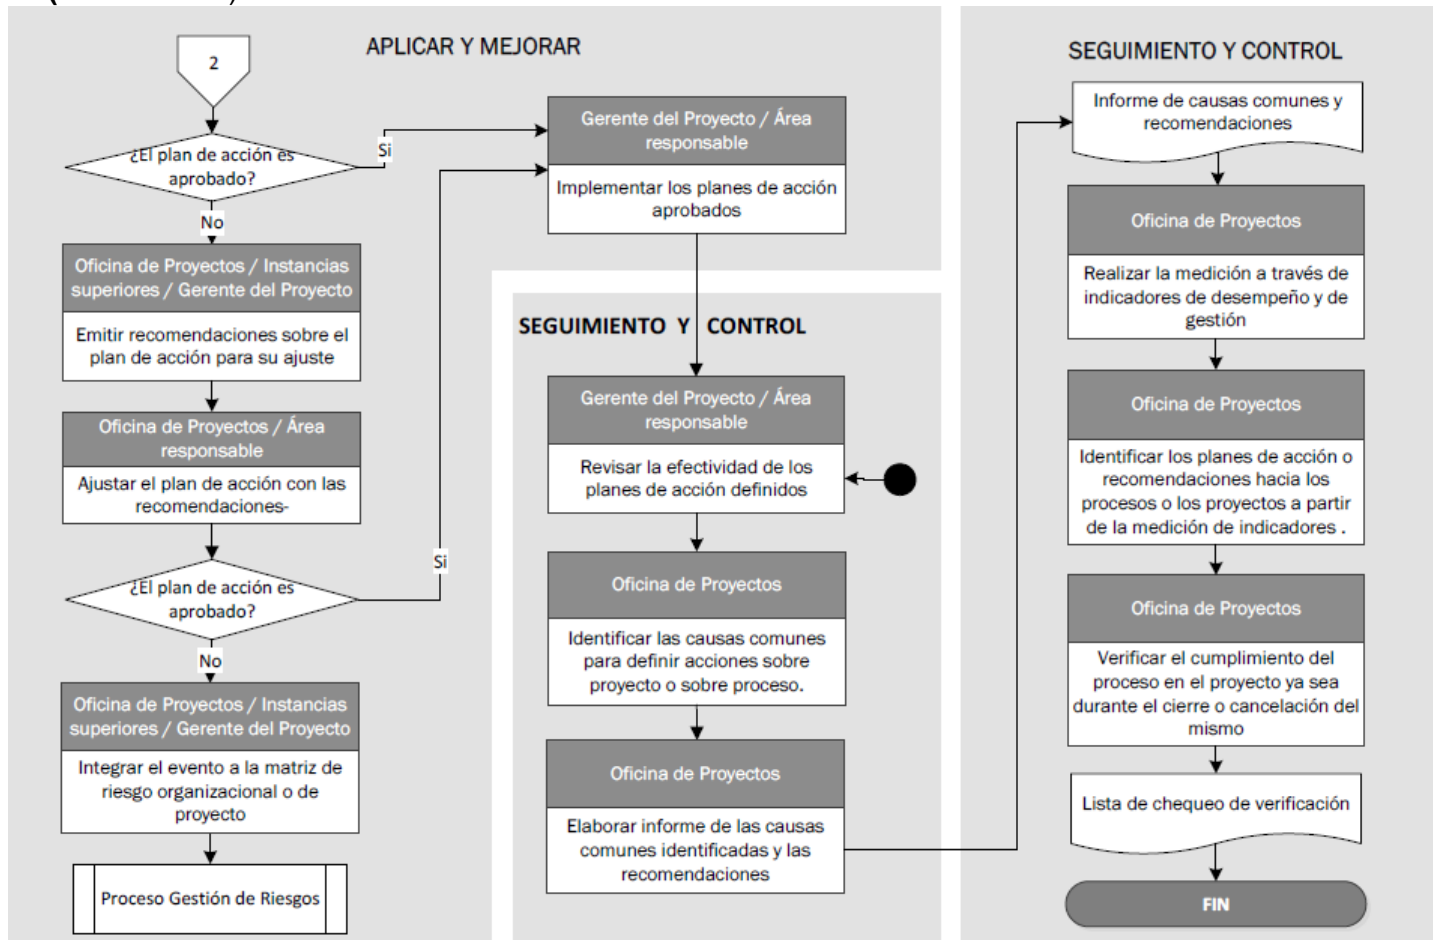 2
APLICAR Y MEJORAR
¿El plan de acción es
aprobado?
Si
No
Oficina de Proyectos / Instancias
superiores / Gerente del Proyecto
Emitir recomendaciones sobre el
plan de acción para su ajuste
Oficina de Proyectos / Área
responsable
Ajustar el plan de acción con las
recomendaciones-
¿El plan de acción es
aprobado?
Si
No
Oficina de Proyectos / Instancias
superiores / Gerente del Proyecto
Integrar el evento a la matriz de
riesgo organizacional o de
proyecto
Proceso Gestión de Riesgos
Gerente del Proyecto / Área
responsable
Implementar los planes de acción
aprobados
SEGUIMIENTO Y CONTROL
Gerente del Proyecto / Área
responsable
Revisar la efectividad de los
planes de acción definidos
Oficina de Proyectos
Identificar las causas comunes
para definir acciones sobre
proyecto o sobre proceso.
Oficina de Proyectos
Elaborar informe de las causas
comunes identificadas y las
recomendaciones
SEGUIMIENTO Y CONTROL
Informe de causas comunes y
recomendaciones
Oficina de Proyectos
Realizar la medición a través de
indicadores de desempeño y de
gestión
Oficina de Proyectos
Identificar los planes de acción o
recomendaciones hacia los
procesos o los proyectos a partir
de la medición de indicadores .
Oficina de Proyectos
Verificar el cumplimiento del
proceso en el proyecto ya sea
durante el cierre o cancelación del
mismo
Lista de chequeo de verificación
FIN